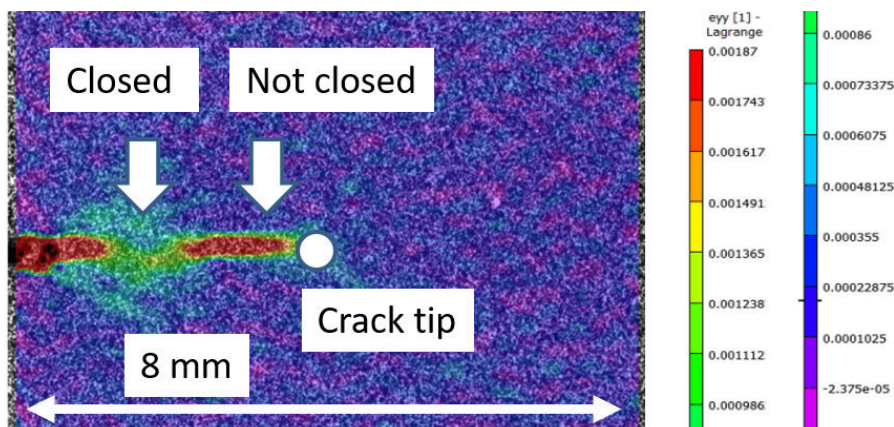 Closed
Not closed
Crack tip
8 mm
eyy [1] -
Lagrange
0.00187
0.001743
0.001617
0.001491
0.001365
0.001238
0.001112
0.000986
0.00086
0.00073375
0.0006075
0.00048125
0.000355
0.00022875
0.0001025
-2.375e-05